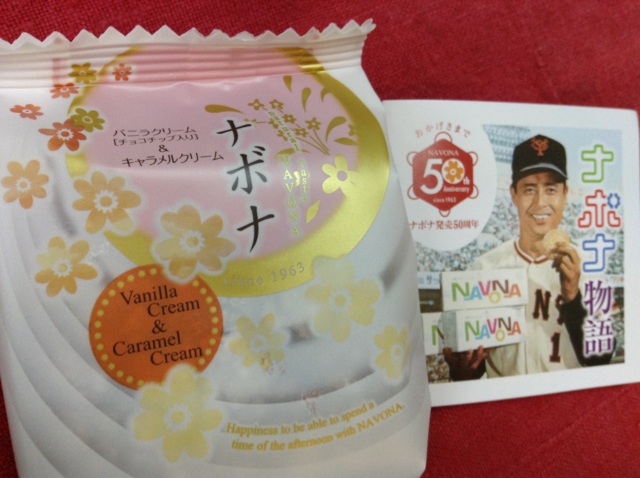 バニラクリーム
[チョコチップ入り]
&
キャラメルクリーム
ナボナ
NAVONA
since 1963
Vanilla
Cream
&
Caramel
Cream
Happiness to be able to spend a
time of the afternoon with NAVONA.
おかげさまで
NAVONA
50th
Anniversary
since 1963
ナボナ発売50周年
ナボナ物語
NAVONA
NAVONA